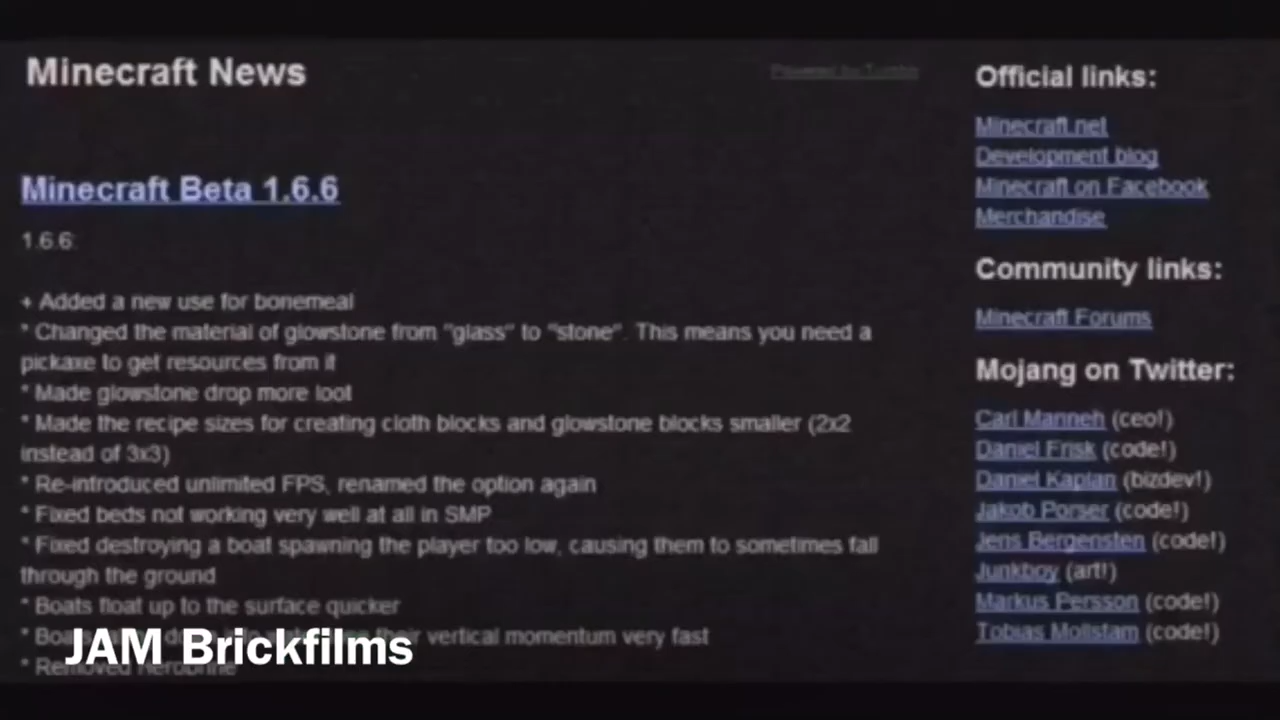 Minecraft News
Powered by Tumblr
Minecraft Beta 1.6.6
1.6.6:
+ Added a new use for bonemeal
* Changed the material of glowstone from "glass" to "stone". This means you need a
pickaxe to get resources from it
* Made glowstone drop more loot
* Made the recipe sizes for creating cloth blocks and glowstone blocks smaller (2x2
instead of 3x3)
* Re-introduced unlimited FPS, renamed the option again
* Fixed beds not working very well at all in SMP
* Fixed destroying a boat spawning the player too low, causing them to sometimes fall
through the ground
* Boats float up to the surface quicker
* their vertical momentum very fast
* Removed Herobrine
JAM Brickfilms
Official links:
Minecraft.net
Development blog
Minecraft on Facebook
Merchandise
Community links:
Minecraft Forums
Mojang on Twitter:
Carl Manneh (ceo!)
Daniel Frisk (code!)
Daniel Kaplan (bizdev!)
Jakob Porser (code!)
Jens Bergensten (code!)
Junkboy (art!)
Markus Persson (code!)
Tobias Mollstam (code!)